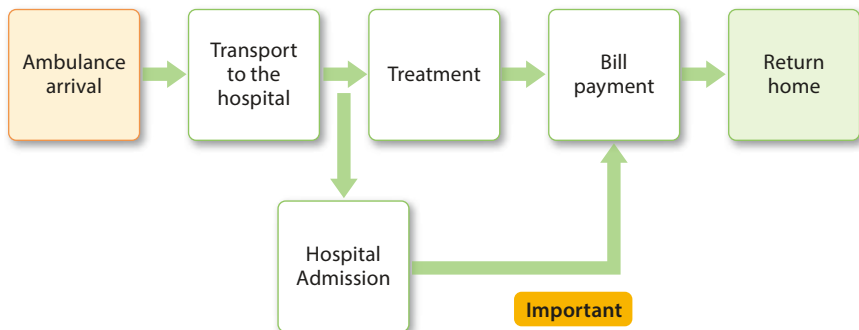 Ambulance
arrival
Transport
to the
hospital
Treatment
Bill
payment
Return
home
Hospital
Admission
Important